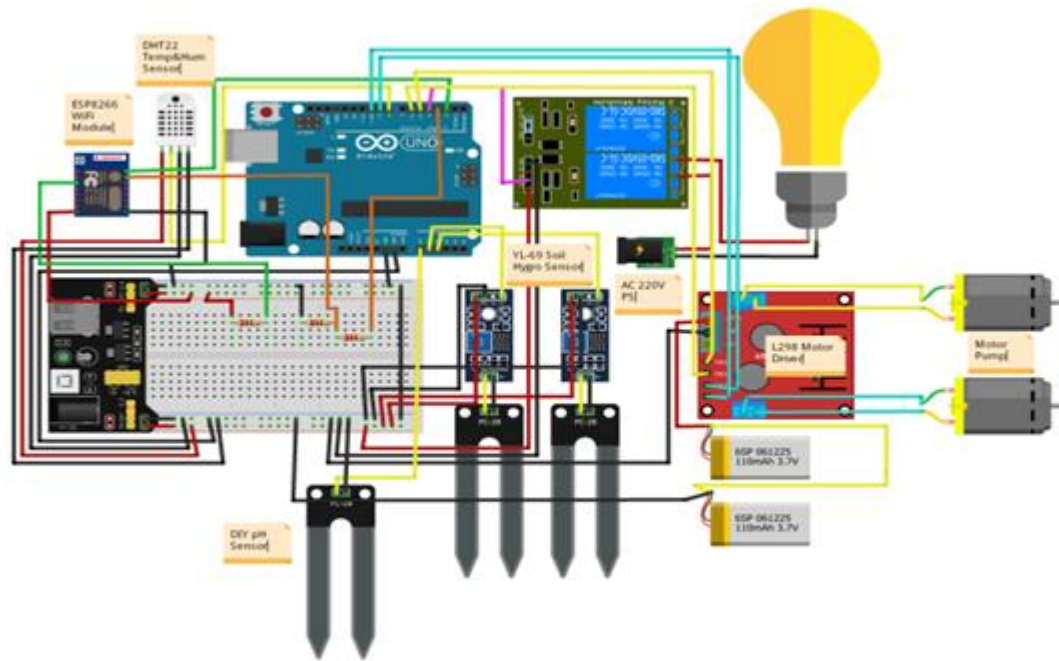 DHT22
Temp&Hum
Sensor
ESP8266
WiFi
Module
UNO
YL-69 Soil
Hygro Sensor
AC 220V
PS
L298 Motor
Driver
Motor
Pump
6SP 061225
110mAh 3.7V
6SP 061225
110mAh 3.7V
DIY pH
Sensor